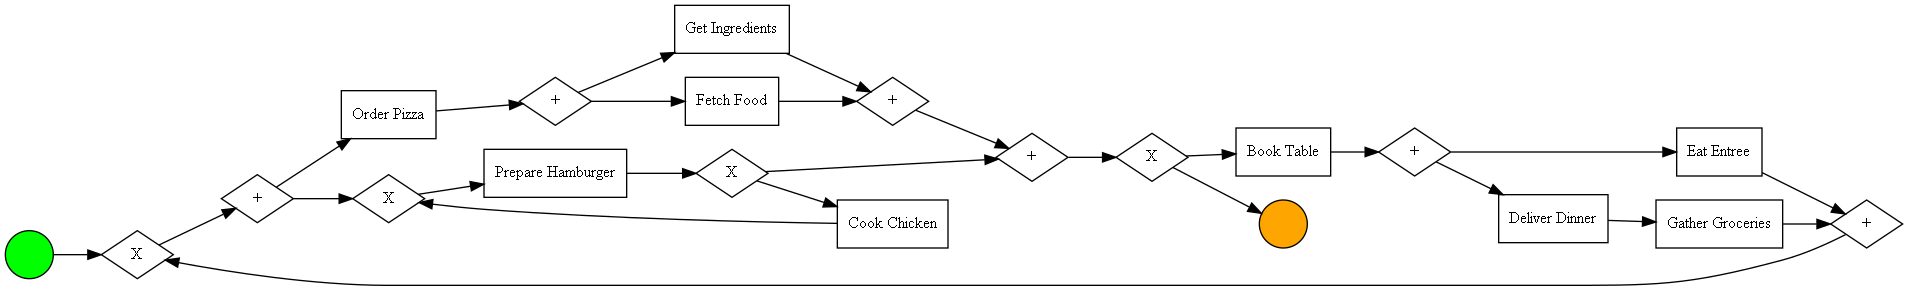 Get Ingredients
Order Pizza
+
Fetch Food
+
Prepare Hamburger
X
+
X
Book Table
+
Eat Entree
+
X
Cook Chicken
Deliver Dinner
Gather Groceries
+
X